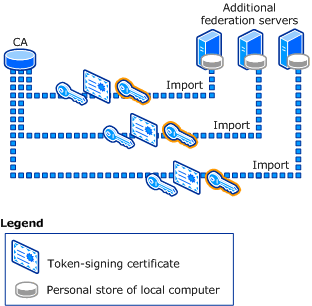 Additional
federation servers
CA
Import
Import
Import
Legend
Token-signing certificate
Personal store of local computer